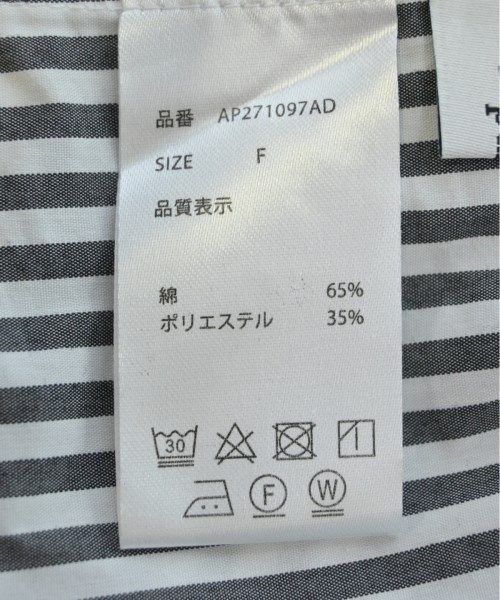 品番 AP271097AD
SIZE F
品質表示
綿 65%
ポリエステル 35%
30
F W